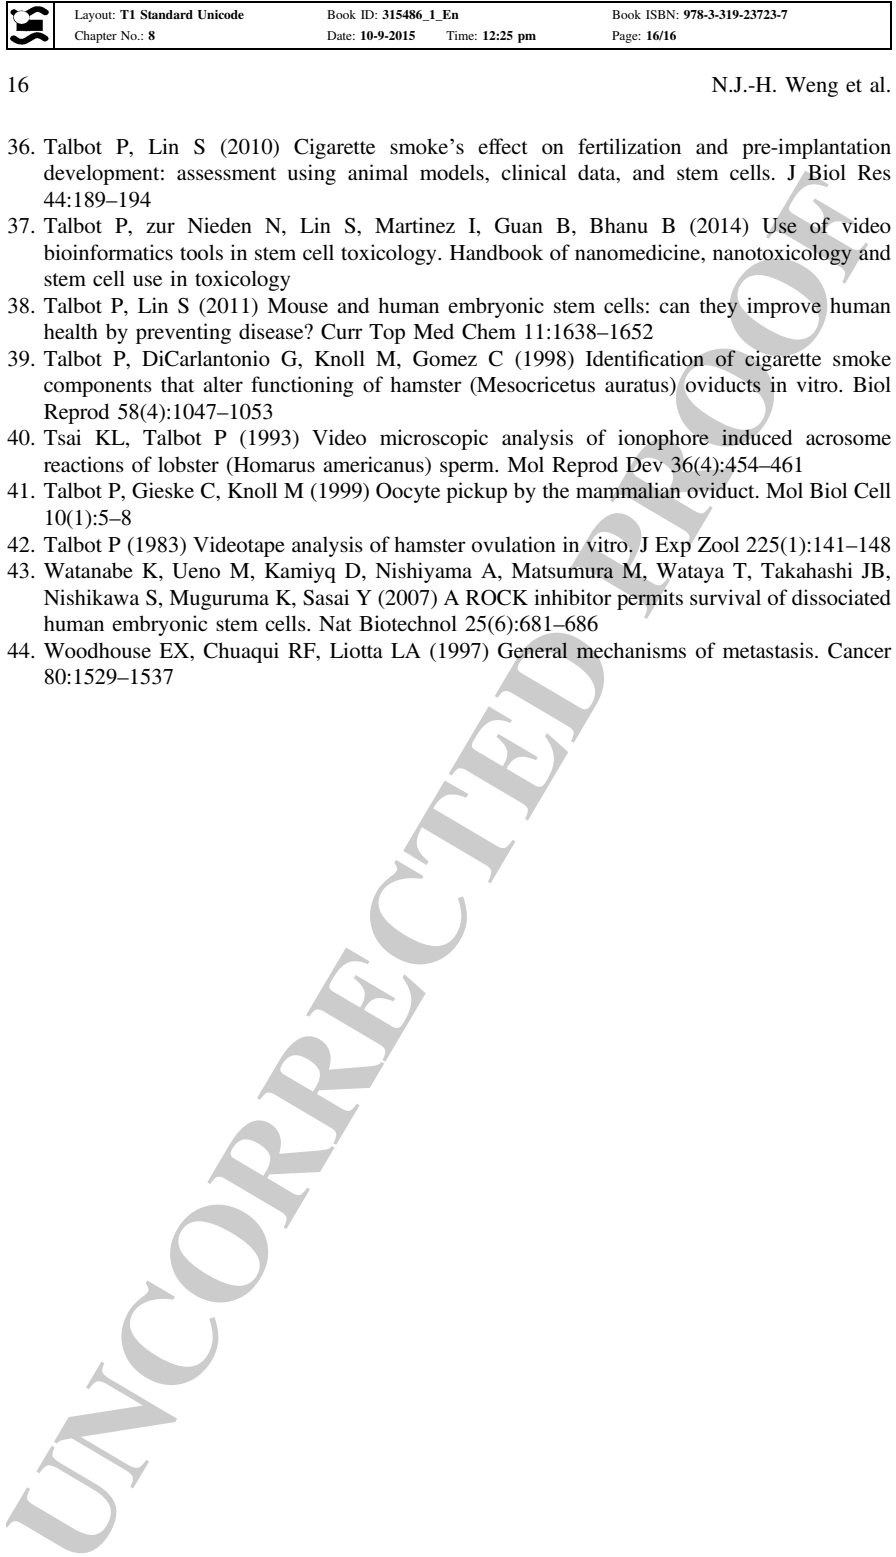 Layout: T1 Standard Unicode Book ID: 315486_1_En Book ISBN: 978-3-319-23723-7
Chapter No.: 8 Date: 10-9-2015 Time: 12:25 pm Page: 16/16
16 N.J.-H. Weng et al.
36. Talbot P, Lin S (2010) Cigarette smoke’s effect on fertilization and pre-implantation
development: assessment using animal models, clinical data, and stem cells. J Biol Res
44:189–194
37. Talbot P, zur Nieden N, Lin S, Martinez I, Guan B, Bhanu B (2014) Use of video
bioinformatics tools in stem cell toxicology. Handbook of nanomedicine, nanotoxicology and
stem cell use in toxicology
38. Talbot P, Lin S (2011) Mouse and human embryonic stem cells: can they improve human
health by preventing disease? Curr Top Med Chem 11:1638–1652
39. Talbot P, DiCarlantonio G, Knoll M, Gomez C (1998) Identification of cigarette smoke
components that alter functioning of hamster (Mesocricetus auratus) oviducts in vitro. Biol
Reprod 58(4):1047–1053
40. Tsai KL, Talbot P (1993) Video microscopic analysis of ionophore induced acrosome
reactions of lobster (Homarus americanus) sperm. Mol Reprod Dev 36(4):454–461
41. Talbot P, Gieske C, Knoll M (1999) Oocyte pickup by the mammalian oviduct. Mol Biol Cell
10(1):5–8
42. Talbot P (1983) Videotape analysis of hamster ovulation in vitro. J Exp Zool 225(1):141–148
43. Watanabe K, Ueno M, Kamiyq D, Nishiyama A, Matsumura M, Wataya T, Takahashi JB,
Nishikawa S, Muguruma K, Sasai Y (2007) A ROCK inhibitor permits survival of dissociated
human embryonic stem cells. Nat Biotechnol 25(6):681–686
44. Woodhouse EX, Chuaqui RF, Liotta LA (1997) General mechanisms of metastasis. Cancer
80:1529–1537
UNCORRECTED PROOF